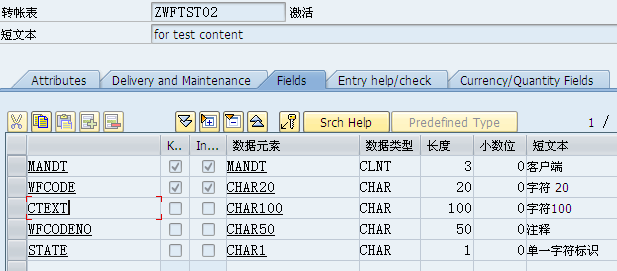 转帐表 ZWFTST02 激活
短文本 for test content
Attributes Delivery and Maintenance Fields Entry help/check Currency/Quantity Fields
Srch Help Predefined Type 1 /
K.. In... 数据元素 数据类型 长度 小数位 短文本
MANDT MANDT CLNT 3 0 客户端
WFCODE CHAR20 CHAR 20 0 字符 20
CTEXT CHAR100 CHAR 100 0 字符100
WFCODENO CHAR50 CHAR 50 0 注释
STATE CHAR1 CHAR 1 0 单一字符标识